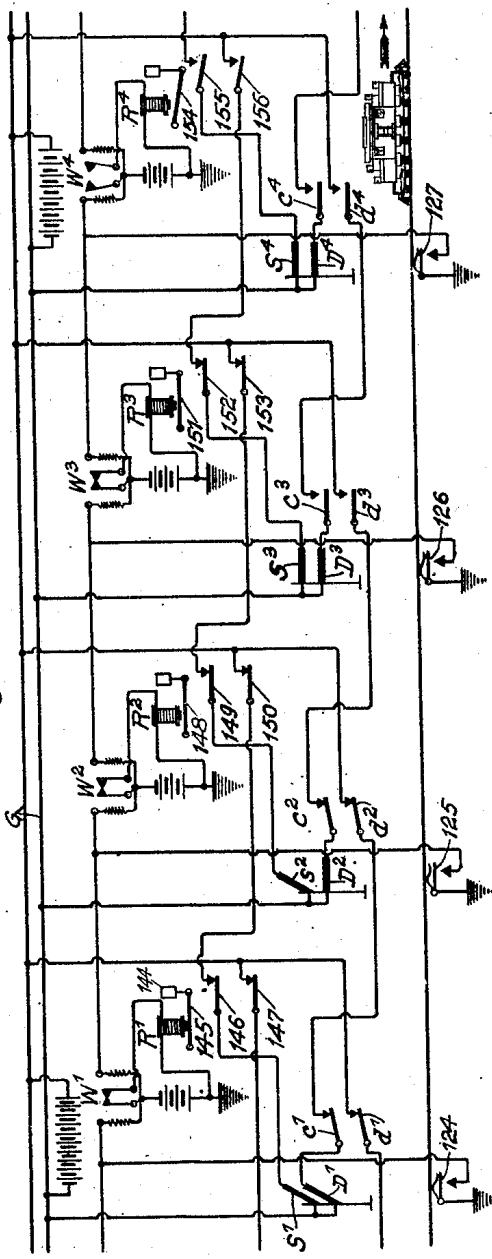 G
W¹ W² W³ W⁴
144
R¹ R² R³ R⁴
145 148 151 154
146 149 152 155
147 150 153 156
S¹ S² S³ S⁴
D¹ D² D³ D⁴
c¹ c² c³ c⁴
d¹ d² d³ d⁴
124 125 126 127